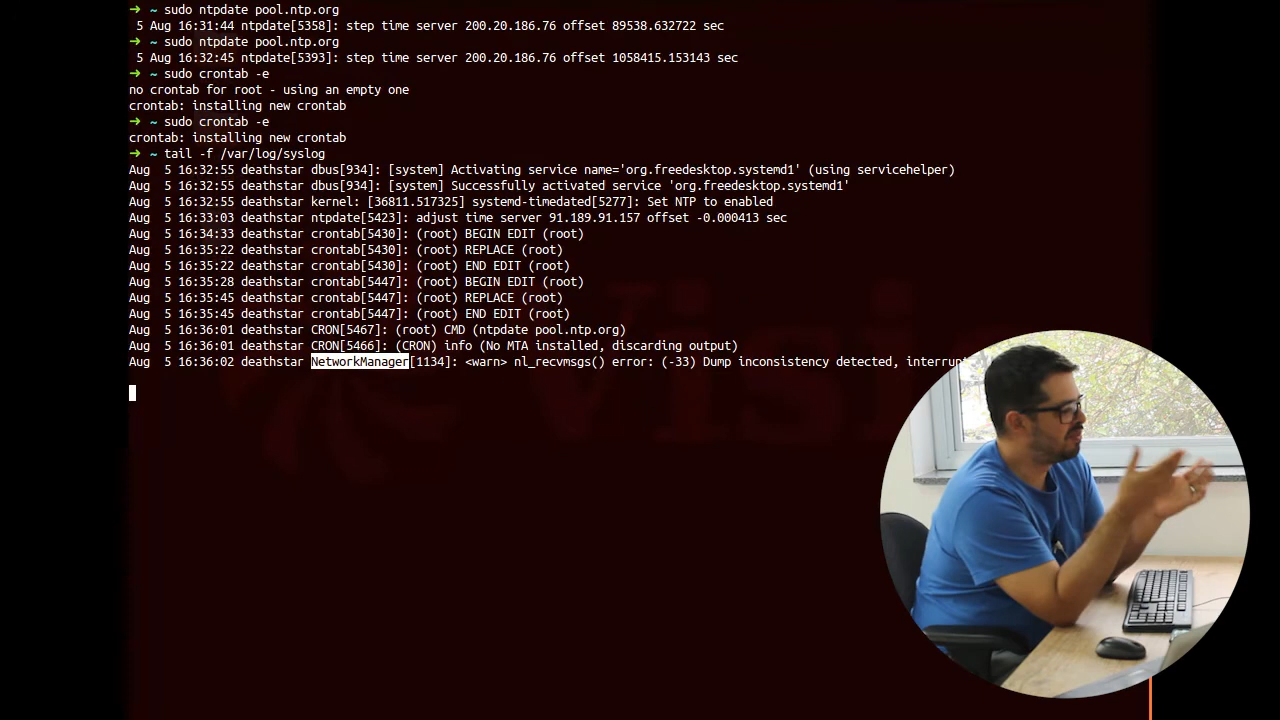 ➜ ~ sudo ntpdate pool.ntp.org
5 Aug 16:31:44 ntpdate[5358]: step time server 200.20.186.76 offset 89538.632722 sec
➜ ~ sudo ntpdate pool.ntp.org
5 Aug 16:32:45 ntpdate[5393]: step time server 200.20.186.76 offset 1058415.153143 sec
➜ ~ sudo crontab -e
no crontab for root - using an empty one
crontab: installing new crontab
➜ ~ sudo crontab -e
crontab: installing new crontab
➜ ~ tail -f /var/log/syslog
Aug  5 16:32:55 deathstar dbus[934]: [system] Activating service name='org.freedesktop.systemd1' (using servicehelper)
Aug  5 16:32:55 deathstar dbus[934]: [system] Successfully activated service 'org.freedesktop.systemd1'
Aug  5 16:32:55 deathstar kernel: [36811.517325] systemd-timedated[5277]: Set NTP to enabled
Aug  5 16:33:03 deathstar ntpdate[5423]: adjust time server 91.189.91.157 offset -0.000413 sec
Aug  5 16:34:33 deathstar crontab[5430]: (root) BEGIN EDIT (root)
Aug  5 16:35:22 deathstar crontab[5430]: (root) REPLACE (root)
Aug  5 16:35:22 deathstar crontab[5430]: (root) END EDIT (root)
Aug  5 16:35:28 deathstar crontab[5447]: (root) BEGIN EDIT (root)
Aug  5 16:35:45 deathstar crontab[5447]: (root) REPLACE (root)
Aug  5 16:35:45 deathstar crontab[5447]: (root) END EDIT (root)
Aug  5 16:36:01 deathstar CRON[5467]: (root) CMD (ntpdate pool.ntp.org)
Aug  5 16:36:01 deathstar CRON[5466]: (CRON) info (No MTA installed, discarding output)
Aug  5 16:36:02 deathstar NetworkManager[1134]: <warn> nl_recvmsgs() error: (-33) Dump inconsistency detected, interrupte